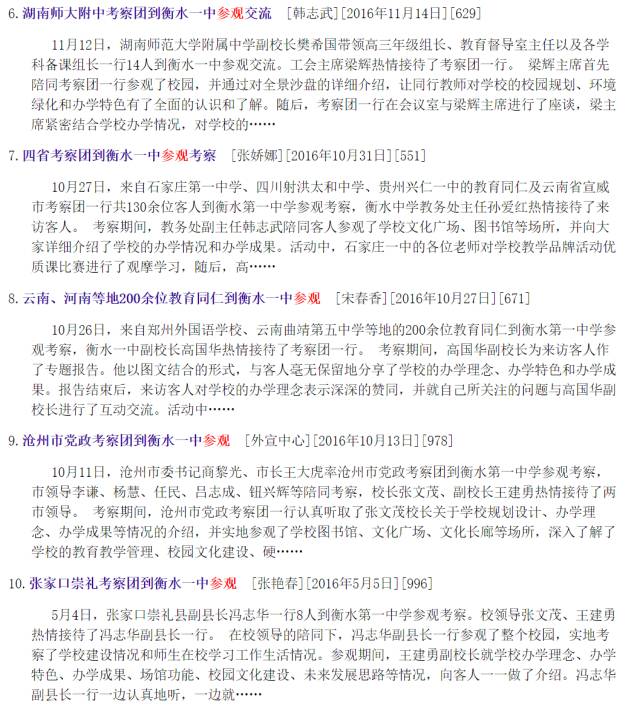 6.湖南师大附中考察团到衡水一中参观交流 [韩志武][2016年11月14日][629]
11月12日，湖南师范大学附属中学副校长樊希国带领高三年级组长、教育督导室主任以及各学
科备课组长一行14人到衡水一中参观交流。工会主席梁辉热情接待了考察团一行。 梁辉主席首先
陪同考察团一行参观了校园，并通过对全景沙盘的详细介绍，让同行教师对学校的校园规划、环境
绿化和办学特色有了全面的认识和了解。随后，考察团一行在会议室与梁辉主席进行了座谈，梁主
席紧密结合学校办学情况，对学校的……
7.四省考察团到衡水一中参观考察 [张娇娜][2016年10月31日][551]
10月27日，来自石家庄第一中学、四川射洪太和中学、贵州兴仁一中的教育同仁及云南省宣威
市考察团一行共130余位客人到衡水第一中学参观考察，衡水中学教务处主任孙爱红热情接待了来
访客人。 考察期间，教务处副主任韩志武陪同客人参观了学校文化广场、图书馆等场所，并向大
家详细介绍了学校的办学情况和办学成果。活动中，石家庄一中的各位老师对学校教学品牌活动优
质课比赛进行了观摩学习，随后，高……
8.云南、河南等地200余位教育同仁到衡水一中参观 [宋春香][2016年10月27日][671]
10月26日，来自郑州外国语学校、云南曲靖第五中学等地的200余位教育同仁到衡水第一中学参
观考察，衡水一中副校长高国华热情接待了考察团一行。 考察期间，高国华副校长为来访客人作
了专题报告。他以图文结合的形式，与客人毫无保留地分享了学校的办学理念、办学特色和办学成
果。报告结束后，来访客人对学校的办学理念表示深深的赞同，并就自己所关注的问题与高国华副
校长进行了互动交流。活动中……
9.沧州市党政考察团到衡水一中参观 [外宣中心][2016年10月13日][978]
10月11日，沧州市委书记商黎光、市长王大虎率沧州市党政考察团到衡水第一中学参观考察，
市领导李谦、杨慧、任民、吕志成、钮兴辉等陪同考察，校长张文茂、副校长王建勇热情接待了两
市领导。 考察期间，沧州市党政考察团一行认真听取了张文茂校长关于学校规划设计、办学理
念、办学成果等情况的介绍，并实地参观了学校图书馆、文化广场、文化长廊等场所，深入了解了
学校的教育教学管理、校园文化建设、硬……
10.张家口崇礼考察团到衡水一中参观 [张艳春][2016年5月5日][996]
5月4日，张家口崇礼县副县长冯志华一行8人到衡水第一中学参观考察。校领导张文茂、王建勇
热情接待了冯志华副县长一行。 在校领导的陪同下，冯志华副县长一行参观了整个校园，实地考
察了学校建设情况和师生在校学习工作生活情况。参观期间，王建勇副校长就学校办学理念、办学
特色、办学成果、场馆功能、校园文化建设、未来发展思路等情况，向客人一一做了介绍。冯志华
副县长一行一边认真地听，一边就……